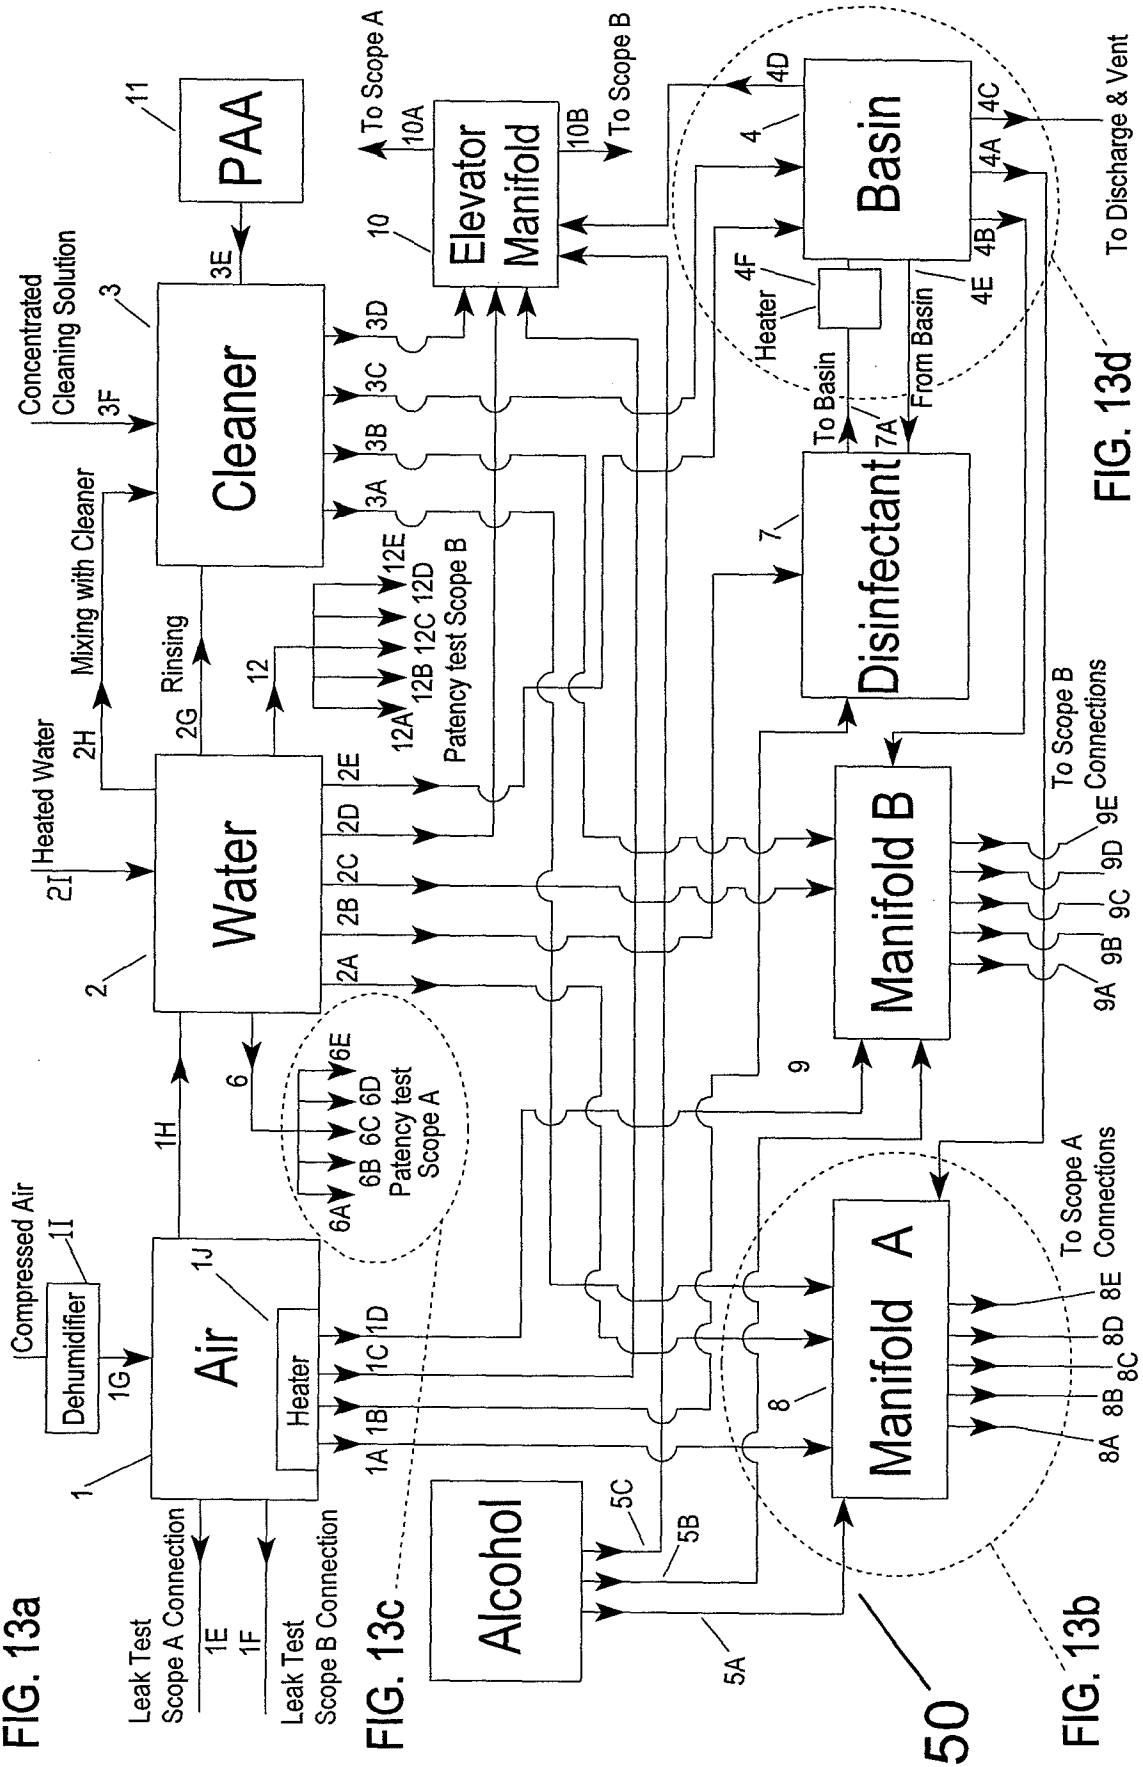 FIG. 13a
Compressed Air
1I
Dehumidifier
1G
1
Air
1J
Heater
1H
1A
1B
1C
1D
Leak Test
Scope A Connection
1E
1F
Leak Test
Scope B Connection
Heated Water
2I
2
Water
2H
Mixing with Cleaner
2G
Rinsing
2A
2B
2C
2D
2E
6
6A
6B
6C
6D
6E
Patency test
Scope A
FIG. 13c
12
12A
12B
12C
12D
12E
Patency test Scope B
Concentrated
Cleaning Solution
3F
3
Cleaner
3E
3A
3B
3C
3D
11
PAA
To Scope A
10A
10
Elevator
Manifold
10B
To Scope B
Alcohol
5C
5B
5A
4
4D
Basin
4C
4A
4B
4E
4F
Heater
To Basin
7A
From Basin
To Discharge & Vent
FIG. 13d
7
Disinfectant
9
Manifold B
9A
9B
9C
9D
9E
To Scope B
Connections
8
Manifold A
8A
8B
8C
8D
8E
To Scope A
Connections
50
FIG. 13b